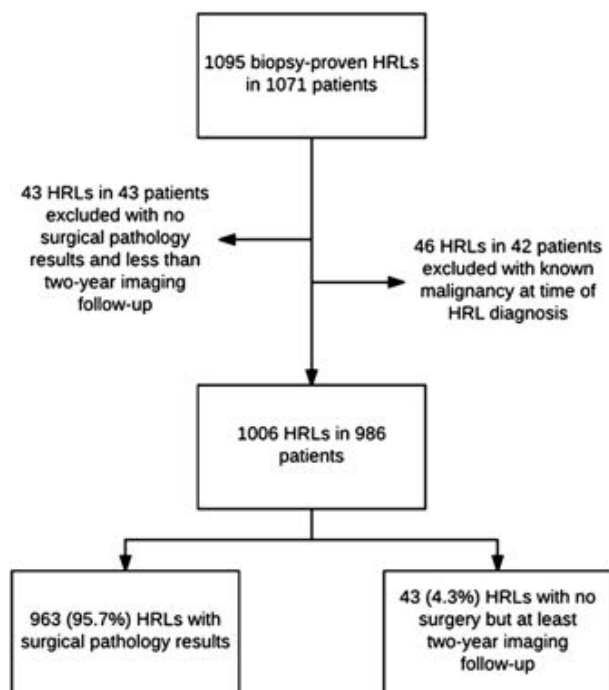 1095 biopsy-proven HRLs
in 1071 patients
43 HRLs in 43 patients
excluded with no
surgical pathology
results and less than
two-year imaging
follow-up
46 HRLs in 42 patients
excluded with known
malignancy at time of
HRL diagnosis
1006 HRLs in 986
patients
963 (95.7%) HRLs with
surgical pathology results
43 (4.3%) HRLs with no
surgery but at least
two-year imaging
follow-up